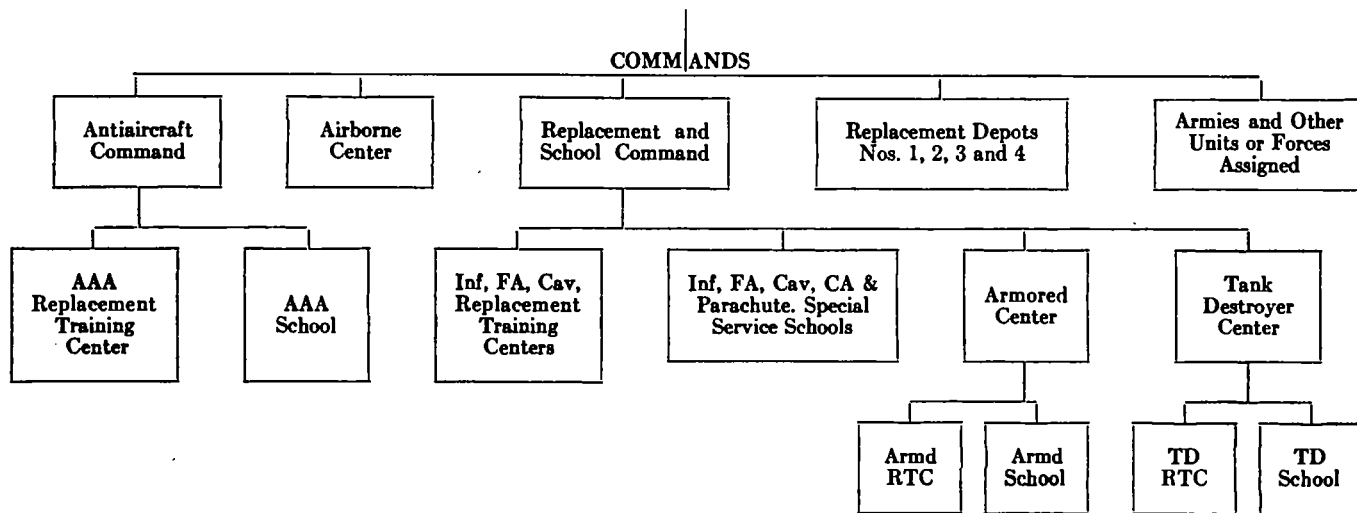 COMMANDS
Antiaircraft
Command
Airborne
Center
Replacement and
School Command
Replacement Depots
Nos. 1, 2, 3 and 4
Armies and Other
Units or Forces
Assigned
AAA
Replacement
Training
Center
AAA
School
Inf, FA, Cav,
Replacement
Training
Centers
Inf, FA, Cav, CA &
Parachute. Special
Service Schools
Armored
Center
Tank
Destroyer
Center
Armd
RTC
Armd
School
TD
RTC
TD
School